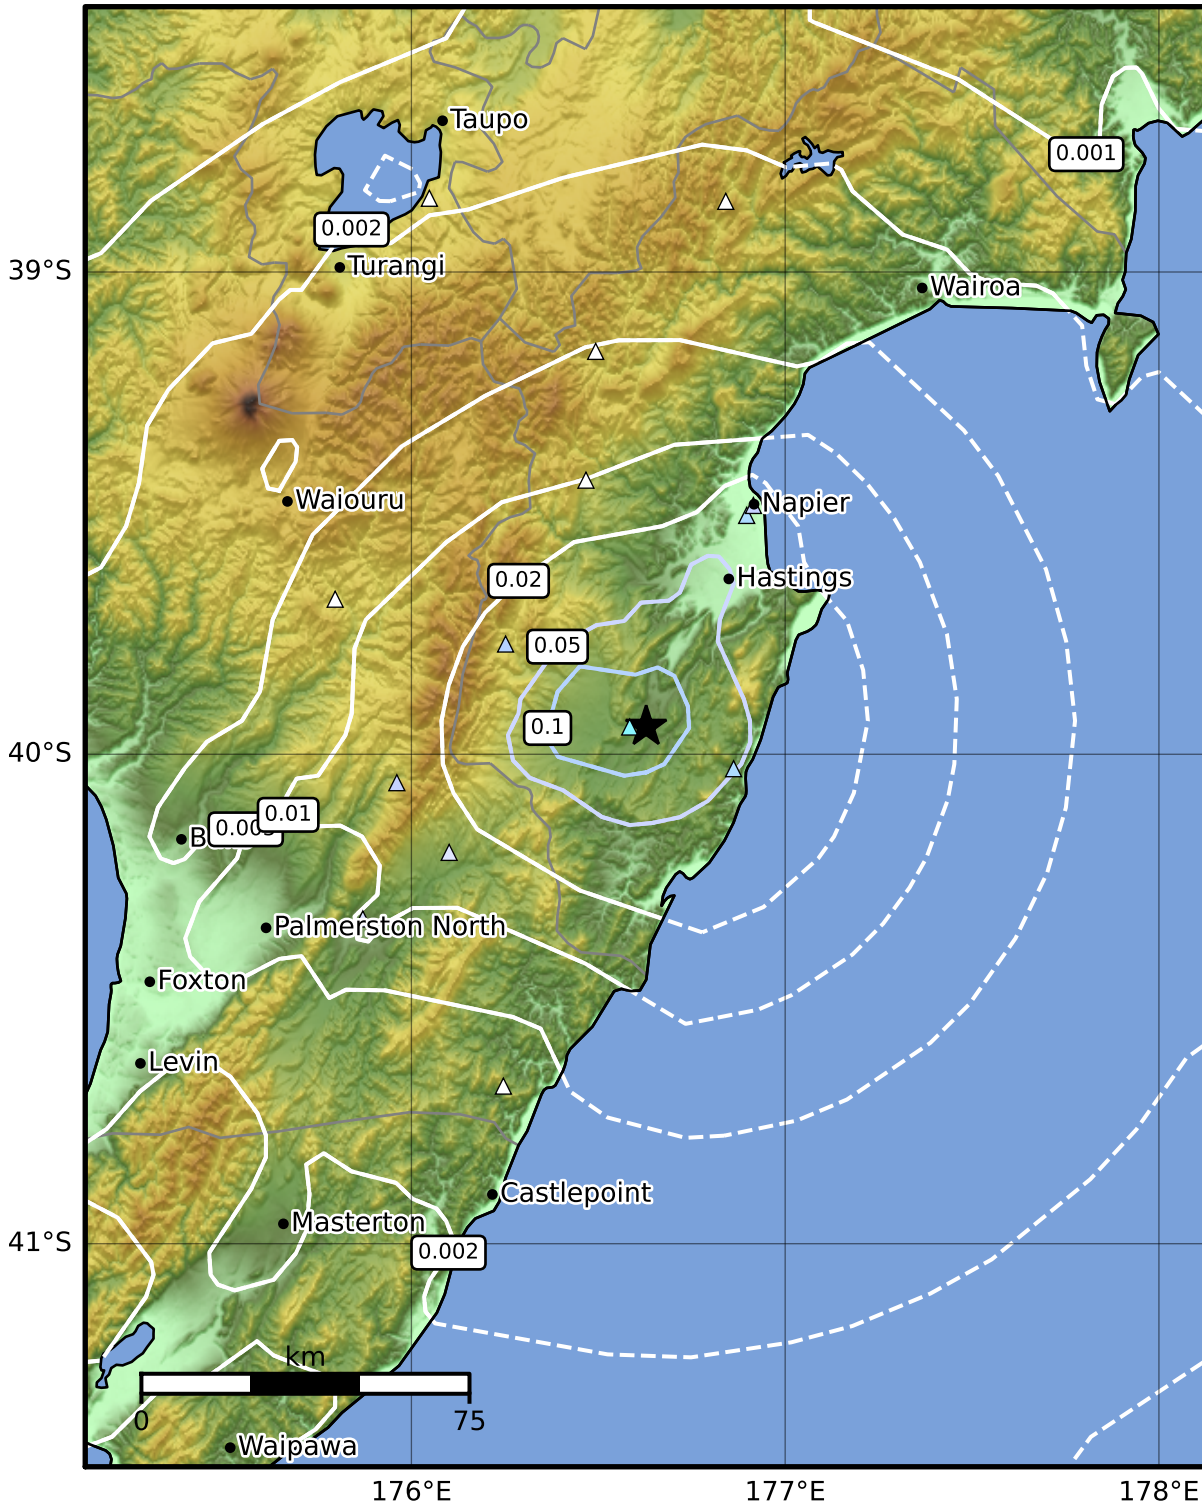 0.001
Taupo
0.002
Turangi
39°S
Wairoa
Waiouru
Napier
0.02
Hastings
0.05
0.1
40°S
0.01
Palmerston North
Foxton
Levin
Castlepoint
Masterton
41°S
0.002
km
0
75
Waipawa
176°E
177°E
178°E